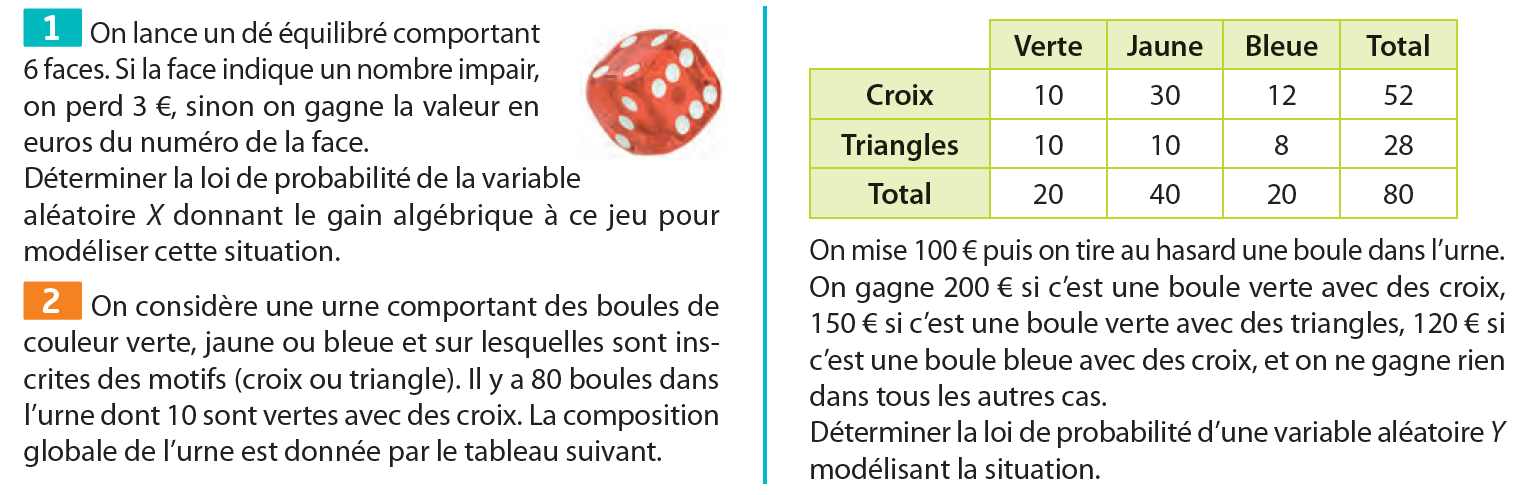 1 On lance un dé équilibré comportant
6 faces. Si la face indique un nombre impair,
on perd 3 €, sinon on gagne la valeur en
euros du numéro de la face.
Déterminer la loi de probabilité de la variable
aléatoire X donnant le gain algébrique à ce jeu pour
modéliser cette situation.
2 On considère une urne comportant des boules de
couleur verte, jaune ou bleue et sur lesquelles sont ins-
crites des motifs (croix ou triangle). Il y a 80 boules dans
l’urne dont 10 sont vertes avec des croix. La composition
globale de l’urne est donnée par le tableau suivant.
Verte Jaune Bleue Total
Croix 10 30 12 52
Triangles 10 10 8 28
Total 20 40 20 80
On mise 100 € puis on tire au hasard une boule dans l’urne.
On gagne 200 € si c’est une boule verte avec des croix,
150 € si c’est une boule verte avec des triangles, 120 € si
c’est une boule bleue avec des croix, et on ne gagne rien
dans tous les autres cas.
Déterminer la loi de probabilité d’une variable aléatoire Y
modélisant la situation.